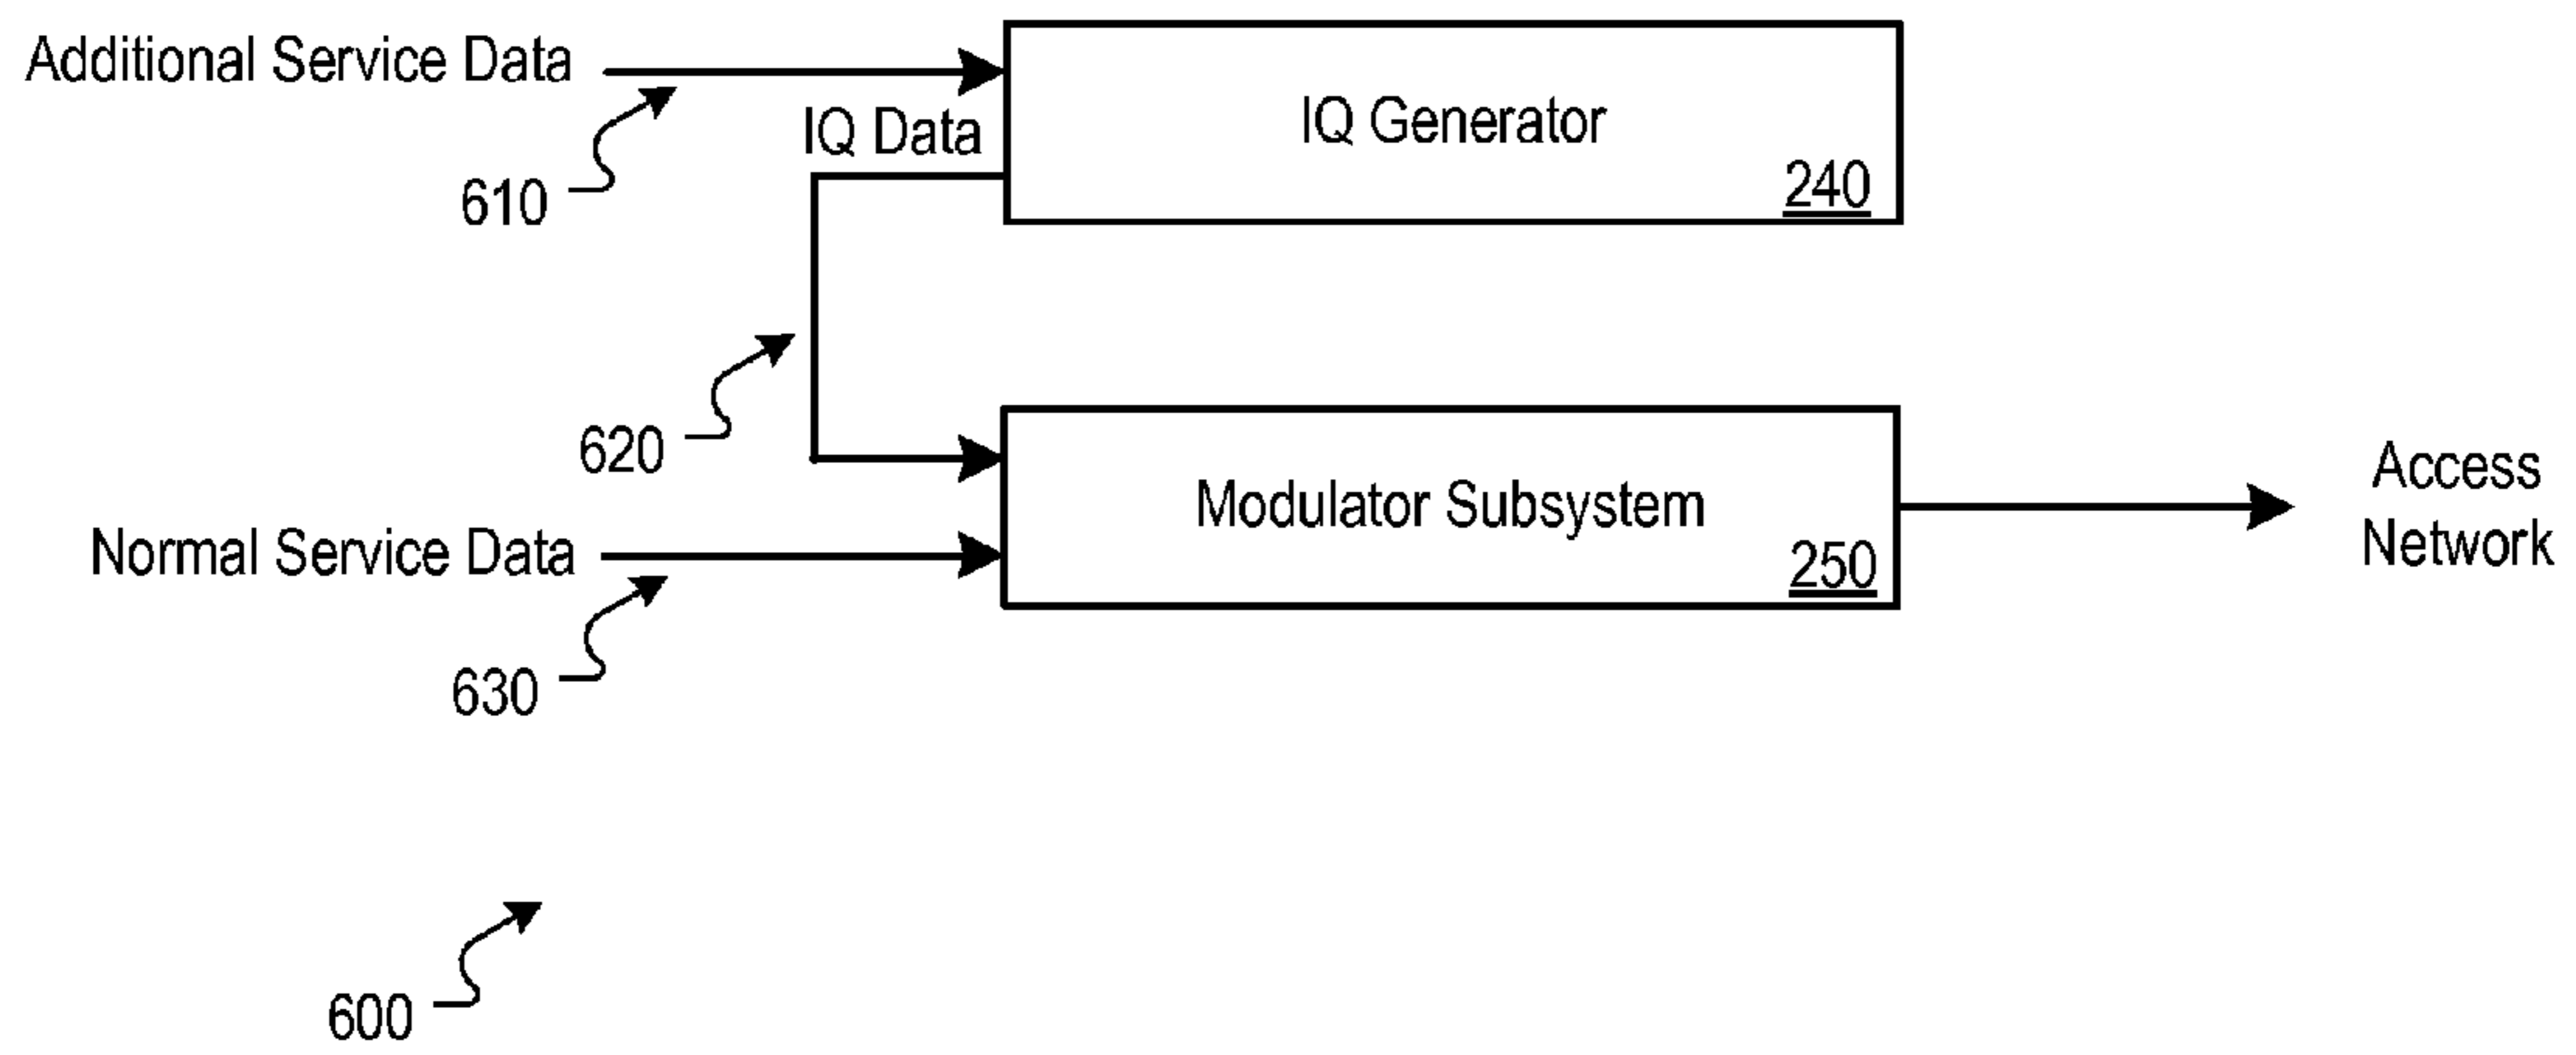 Additional Service Data
IQ Generator
IQ Data
240
610
620
Modulator Subsystem
Access
Network
Normal Service Data
250
630
600